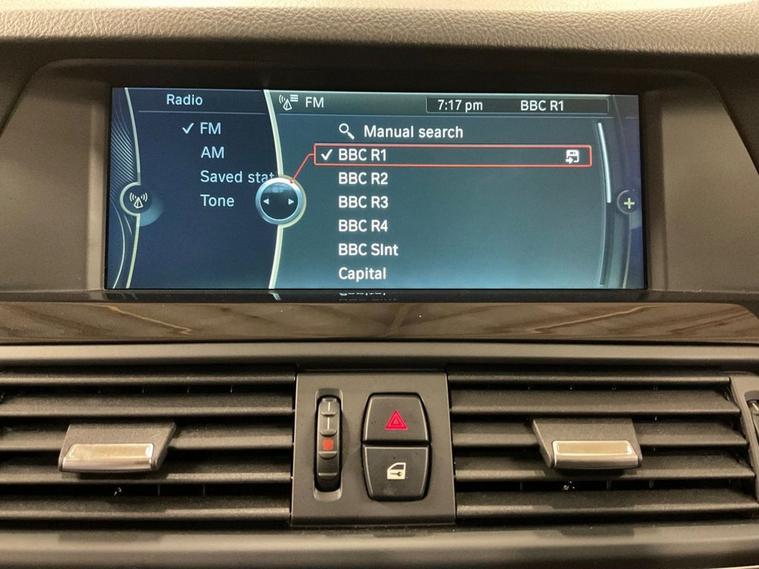 Radio
FM
7:17 pm
BBC R1
FM
AM
Saved stat
Tone
Manual search
BBC R1
BBC R2
BBC R3
BBC R4
BBC SInt
Capital